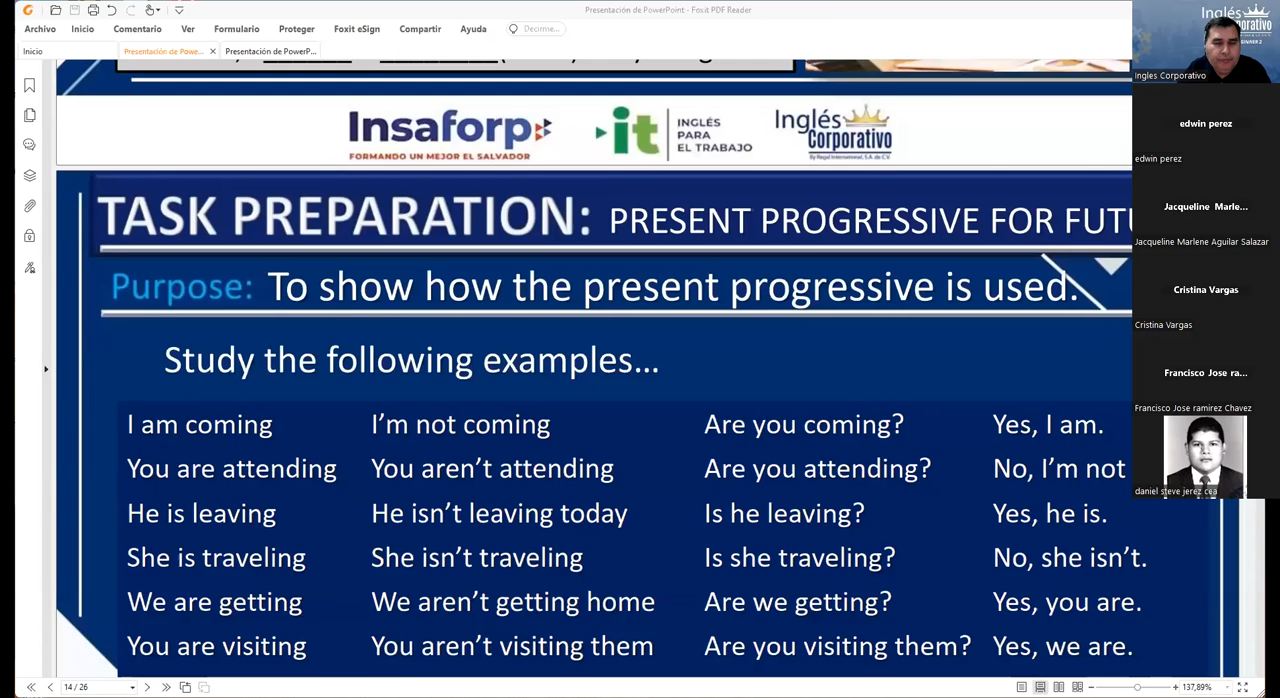 Presentación de PowerPoint - Foxit PDF Reader
Archivo Inicio Comentario Ver Formulario Proteger Foxit eSign Compartir Ayuda Decirme...
Inicio Presentación de Powe... Presentación de PowerP...
Insaforp
FORMANDO UN MEJOR EL SALVADOR
it
INGLÉS
PARA
EL TRABAJO
Inglés
Corporativo
By Regal International, S.A. de C.V.
TASK PREPARATION: PRESENT PROGRESSIVE FOR FUTU
Purpose: To show how the present progressive is used.
Study the following examples...
I am coming I'm not coming Are you coming? Yes, I am.
You are attending You aren't attending Are you attending? No, I'm not
He is leaving He isn't leaving today Is he leaving? Yes, he is.
She is traveling She isn't traveling Is she traveling? No, she isn't.
We are getting We aren't getting home Are we getting? Yes, you are.
You are visiting You aren't visiting them Are you visiting them? Yes, we are.
14 / 26
137,89%
Inglés
Ingles Corporativo
edwin perez
edwin perez
Jacqueline Marle...
Jacqueline Marlene Aguilar Salazar
Cristina Vargas
Cristina Vargas
Francisco Jose ra...
Francisco Jose ramirez Chavez
daniel steve jerez cea